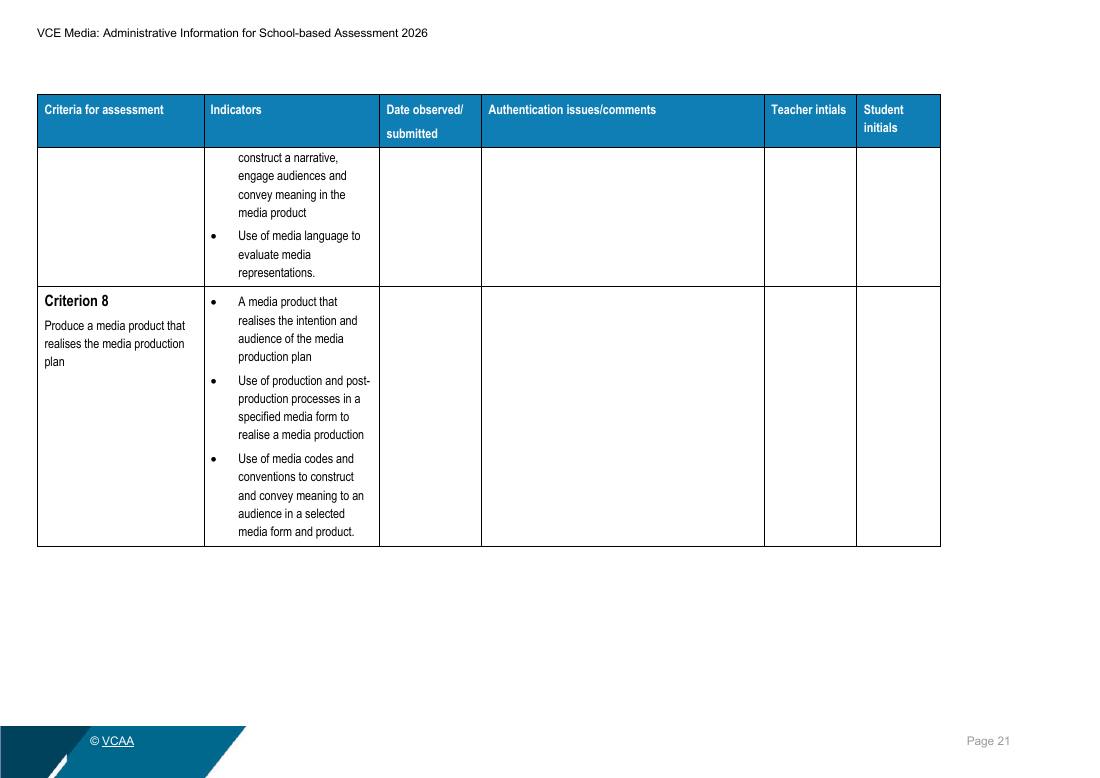 VCE Media: Administrative Information for School-based Assessment 2026
Criteria for assessment
Indicators
Date observed/
submitted
Authentication issues/comments
Teacher intials
Student
initials
construct a narrative,
engage audiences and
convey meaning in the
media product
• Use of media language to
evaluate media
representations.
Criterion 8
Produce a media product that
realises the media production
plan
• A media product that
realises the intention and
audience of the media
production plan
• Use of production and post-
production processes in a
specified media form to
realise a media production
• Use of media codes and
conventions to construct
and convey meaning to an
audience in a selected
media form and product.
© VCAA
Page 21